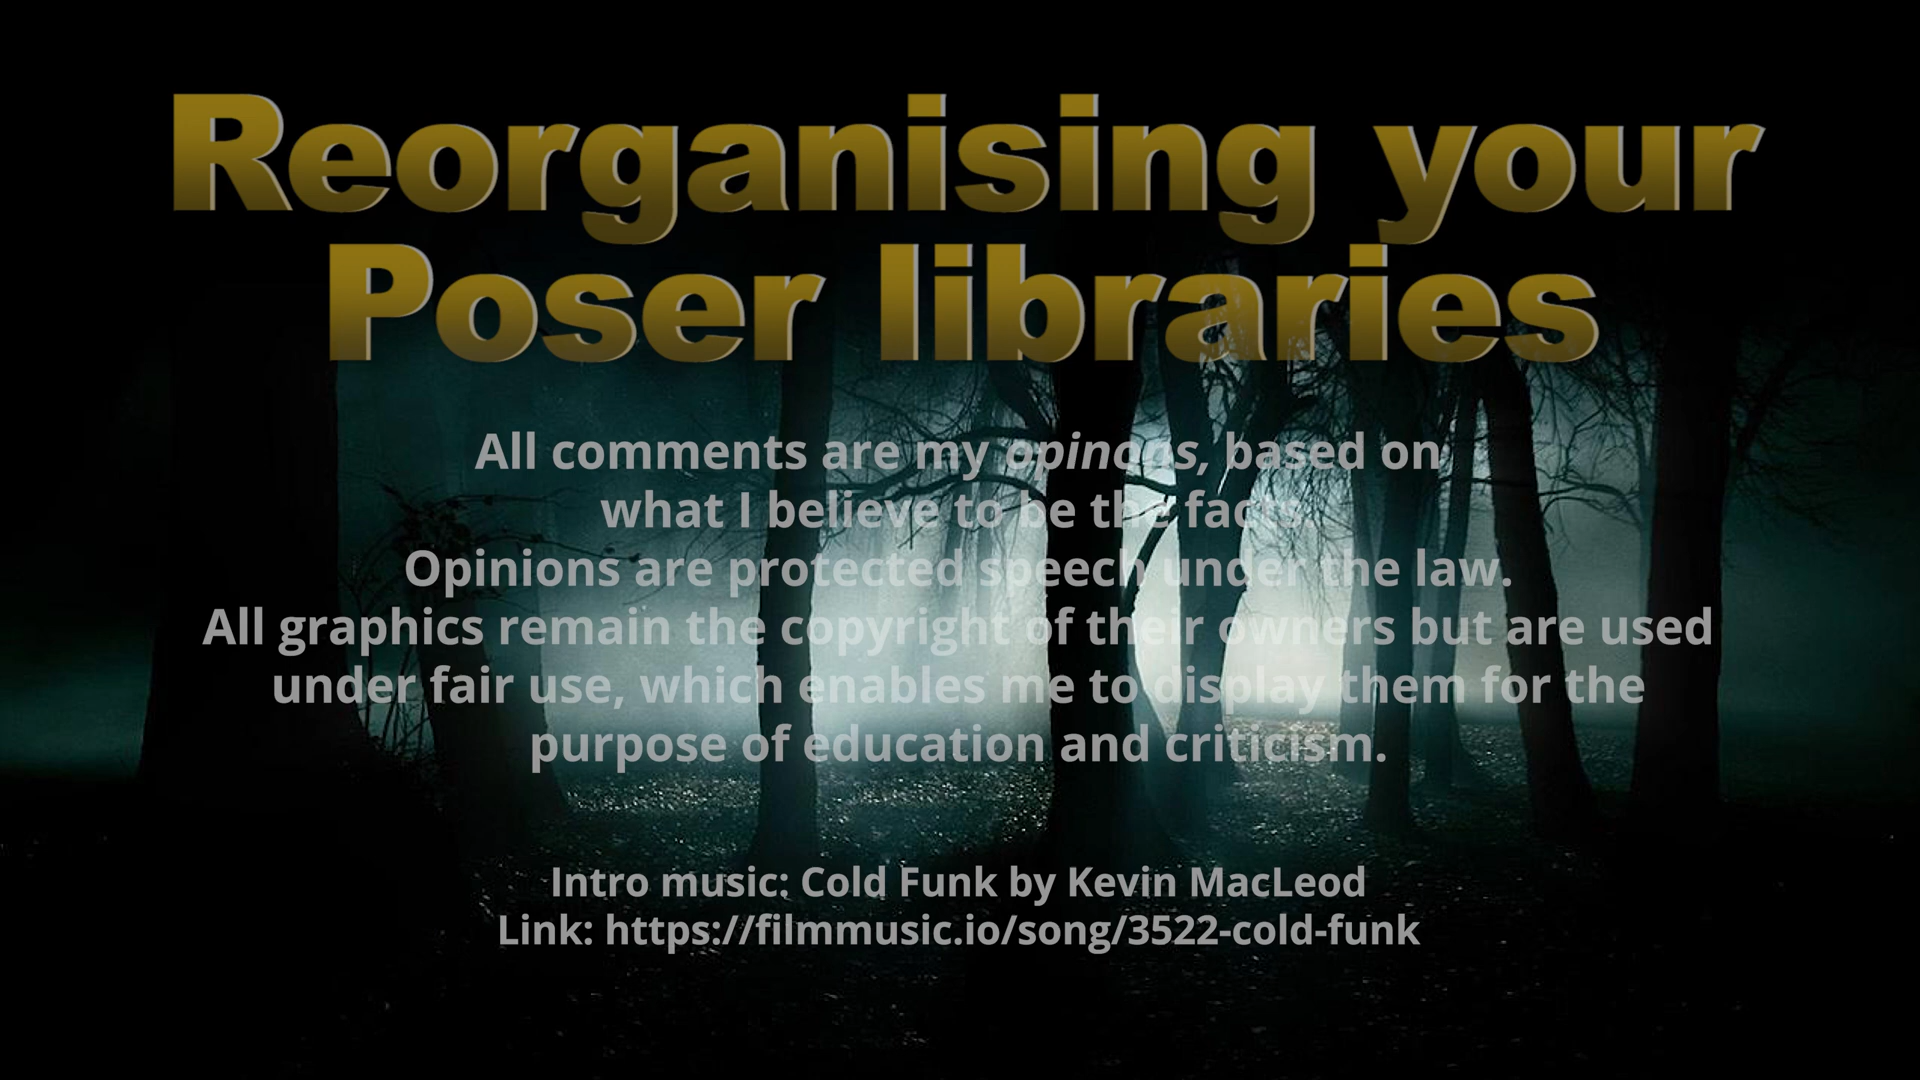 Reorganising your
Poser libraries
All comments are my opinons, based on
what I believe to be the facts.
Opinions are protected speech under the law.
All graphics remain the copyright of their owners but are used
under fair use, which enables me to display them for the
purpose of education and criticism.
Intro music: Cold Funk by Kevin MacLeod
Link: https://filmmusic.io/song/3522-cold-funk